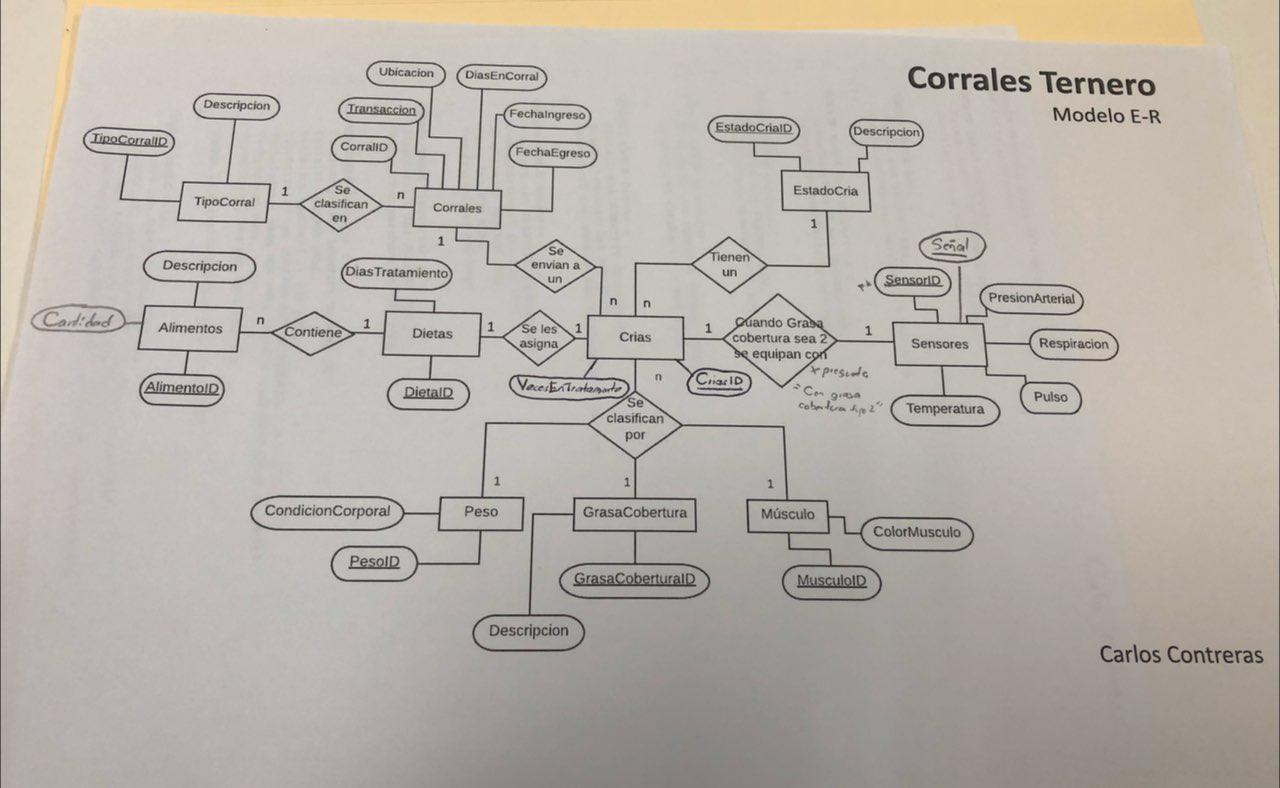 Corrales Ternero
Modelo E-R
Ubicacion
DiasEnCorral
Descripcion
Transaccion
FechaIngreso
TipoCorralID
CorralID
FechaEgreso
EstadoCriaID
Descripcion
TipoCorral
1
Se
clasifican
en
n
Corrales
EstadoCria
1
1
Se
envian a
un
Tienen
un
Señal
Descripcion
DiasTratamiento
SensorID
PresionArterial
n
n
Cantidad
Alimentos
n
Contiene
1
Dietas
1
Se les
asigna
1
Crias
1
Cuando Grasa
cobertura sea 2
se equipan con
1
Sensores
Respiracion
AlimentoID
DietaID
VecesEnTratamiento
n
CriasID
"Con grasa
cobertura tipo 2"
Temperatura
Pulso
Se
clasifican
por
1
1
1
CondicionCorporal
Peso
GrasaCobertura
Músculo
ColorMusculo
PesoID
GrasaCoberturaID
MusculoID
Descripcion
Carlos Contreras